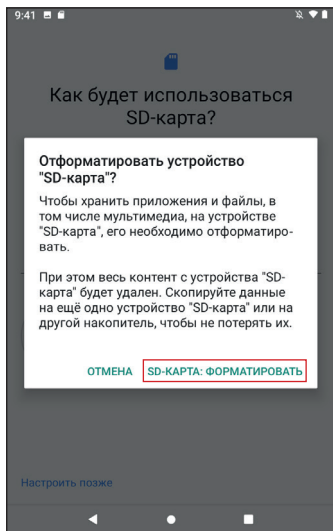 9:41
Как будет использоваться
SD-карта?
Отформатировать устройство
"SD-карта"?
Чтобы хранить приложения и файлы, в
том числе мультимедиа, на устройстве
"SD-карта", его необходимо отформатиро-
вать.
При этом весь контент с устройства "SD-
карта" будет удален. Скопируйте данные
на ещё одно устройство "SD-карта" или на
другой накопитель, чтобы не потерять их.
ОТМЕНА SD-КАРТА: ФОРМАТИРОВАТЬ
Настроить позже